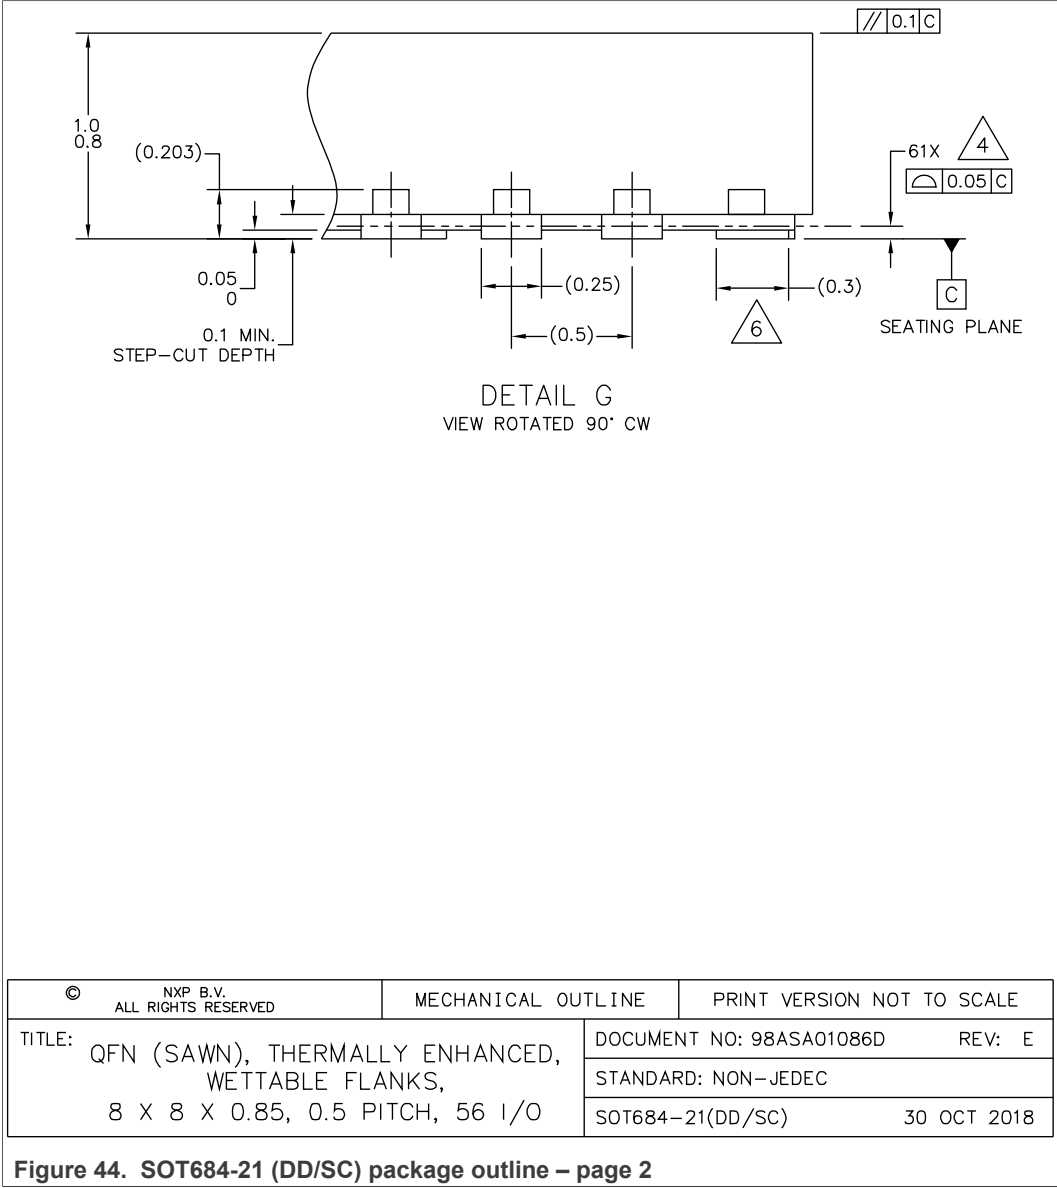 // 0.1 C
1.0
0.8
(0.203)
61X 4
0.05 C
0.05
0
(0.25)
(0.3)
C
0.1 MIN.
STEP-CUT DEPTH
(0.5)
6
SEATING PLANE
DETAIL G
VIEW ROTATED 90° CW
© NXP B.V.
ALL RIGHTS RESERVED
MECHANICAL OUTLINE
PRINT VERSION NOT TO SCALE
TITLE:
QFN (SAWN), THERMALLY ENHANCED,
WETTABLE FLANKS,
8 X 8 X 0.85, 0.5 PITCH, 56 I/O
DOCUMENT NO: 98ASA01086D REV: E
STANDARD: NON-JEDEC
SOT684-21(DD/SC) 30 OCT 2018
Figure 44. SOT684-21 (DD/SC) package outline – page 2